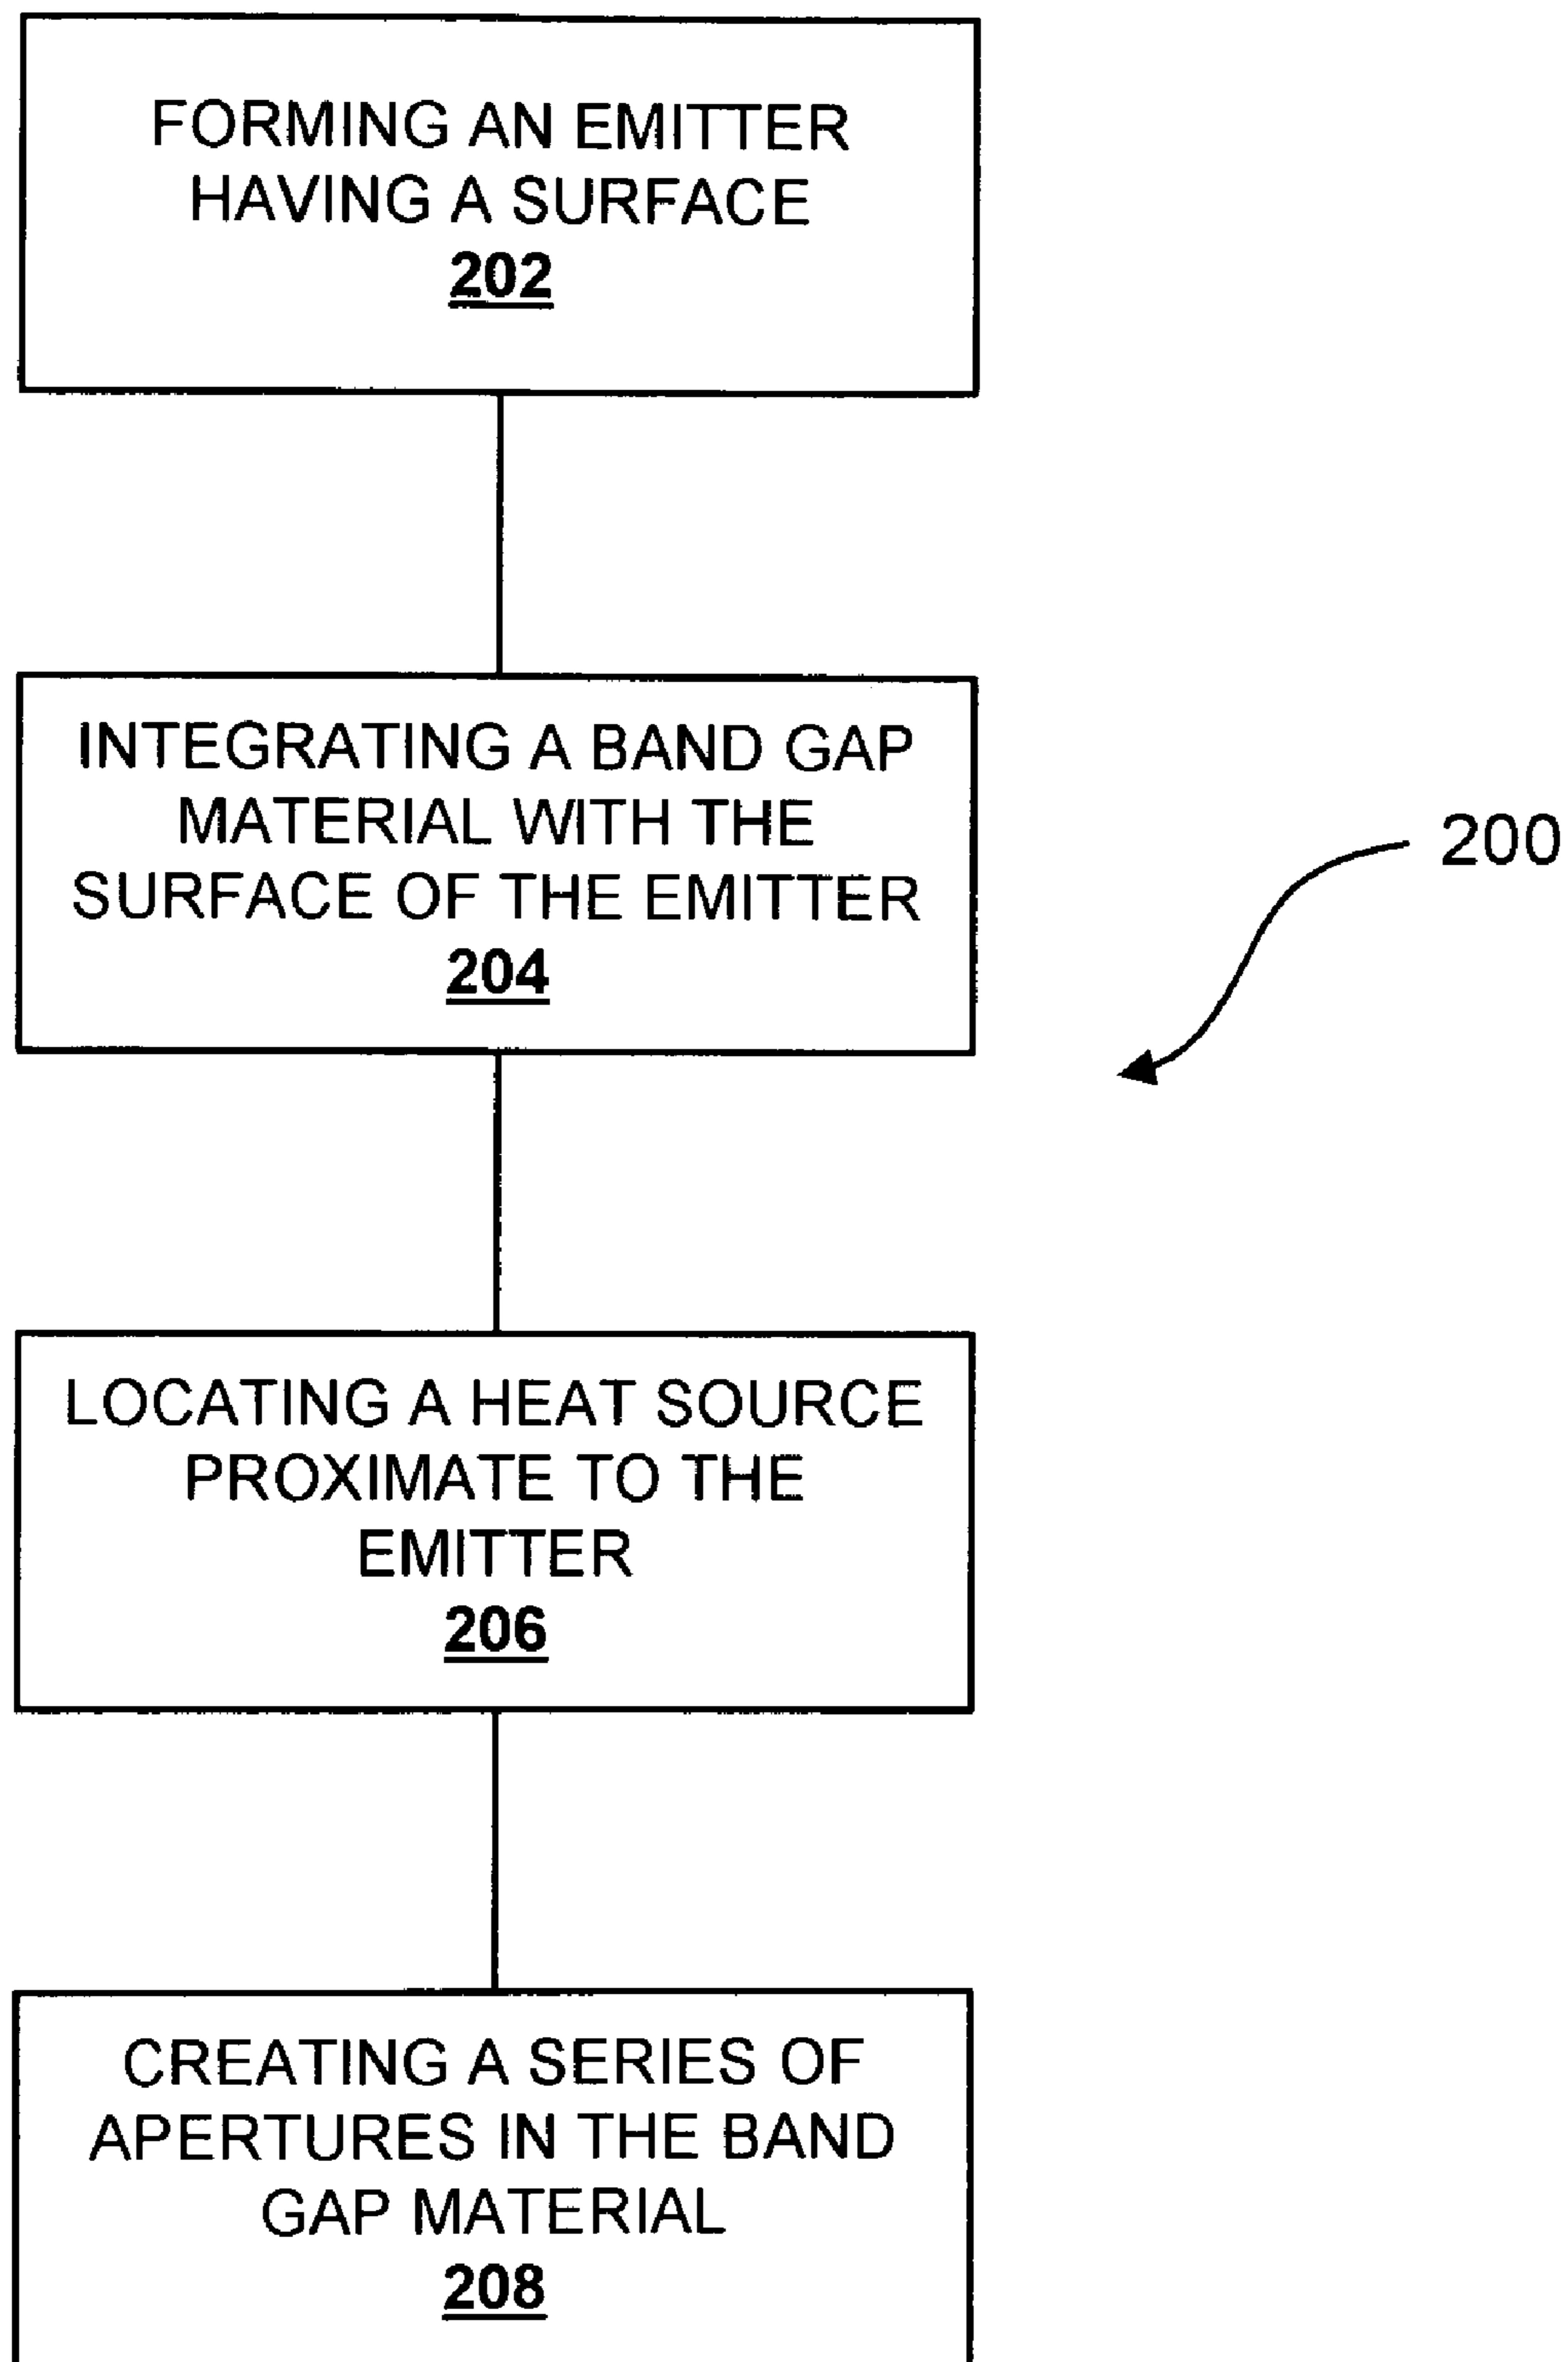 FORMING AN EMITTER
HAVING A SURFACE
202
INTEGRATING A BAND GAP
MATERIAL WITH THE
SURFACE OF THE EMITTER
204
200
LOCATING A HEAT SOURCE
PROXIMATE TO THE
EMITTER
206
CREATING A SERIES OF
APERTURES IN THE BAND
GAP MATERIAL
208